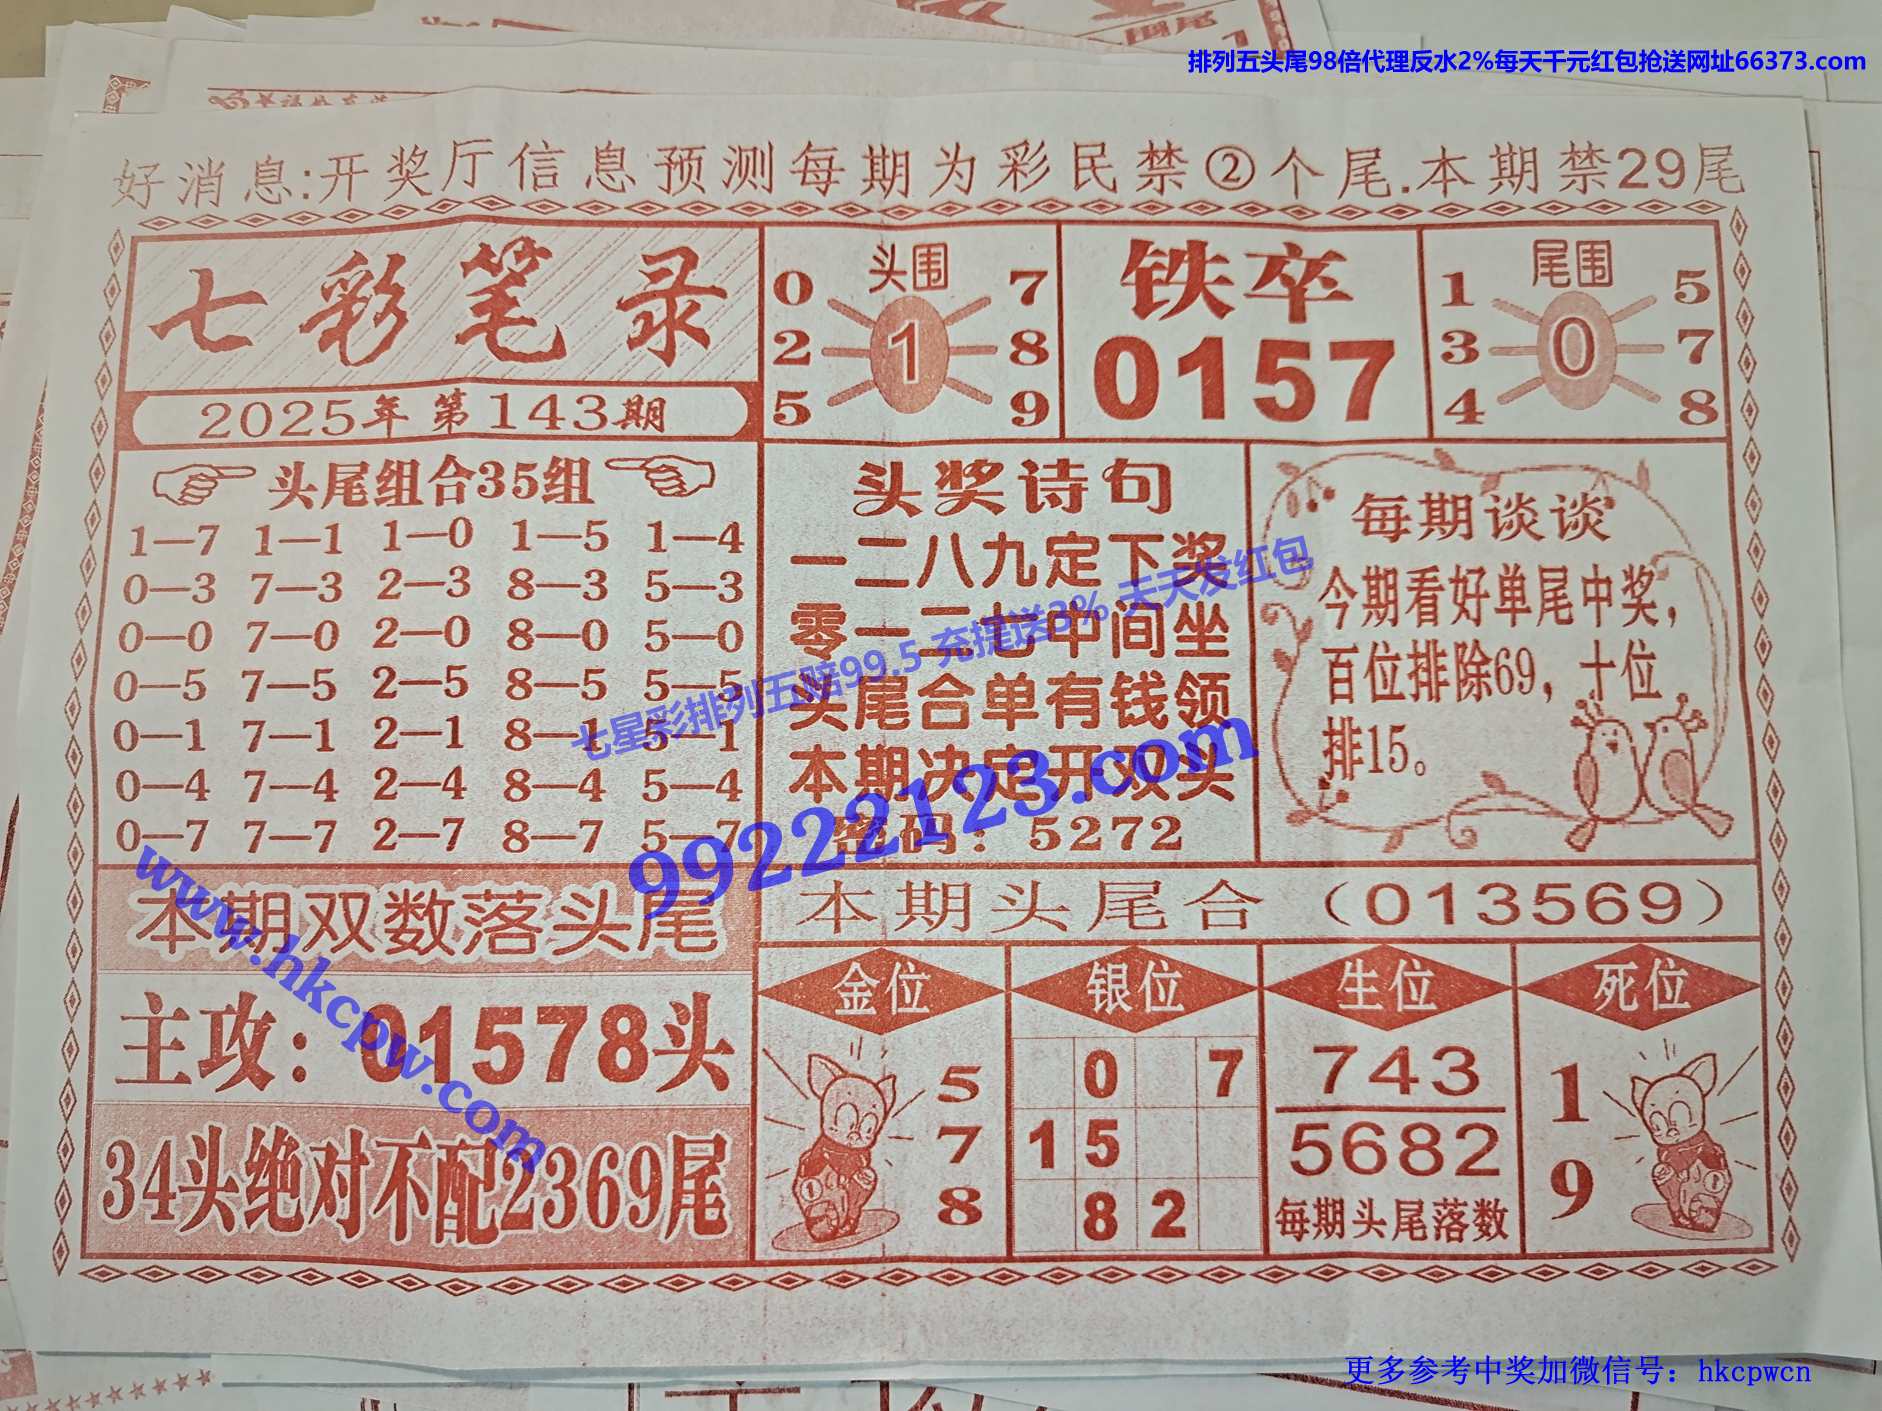 排列五头尾98倍代理反水2%每天千元红包抢送网址66373.com
好消息:开奖厅信息预测每期为彩民禁②个尾.本期禁29尾
七彩笔录
2025年 第143期
头围
0 7
2 1 8
5 9
铁卒
0157
尾围
1 5
3 0 7
4 8
头尾组合35组
1—7 1—1 1—0 1—5 1—4
0—3 7—3 2—3 8—3 5—3
0—0 7—0 2—0 8—0 5—0
0—5 7—5 2—5 8—5 5—5
0—1 7—1 2—1 8—1 5—1
0—4 7—4 2—4 8—4 5—4
0—7 7—7 2—7 8—7 5—7
头奖诗句
一二八九定下奖
零一二七中间坐
头尾合单有钱领
本期决定开双头
密码：5272
每期谈谈
今期看好单尾中奖，
百位排除69，十位
排15。
七星彩排列五赔99.5 充提送3% 天天发红包
99222123.com
www.hkcpw.com
本期双数落头尾
主攻：01578头
34头绝对不配2369尾
本期头尾合（013569）
金位
5
7
8
银位
0 7
1 5
8 2
生位
743
5682
每期头尾落数
死位
1
9
更多参考中奖加微信号：hkcpwcn